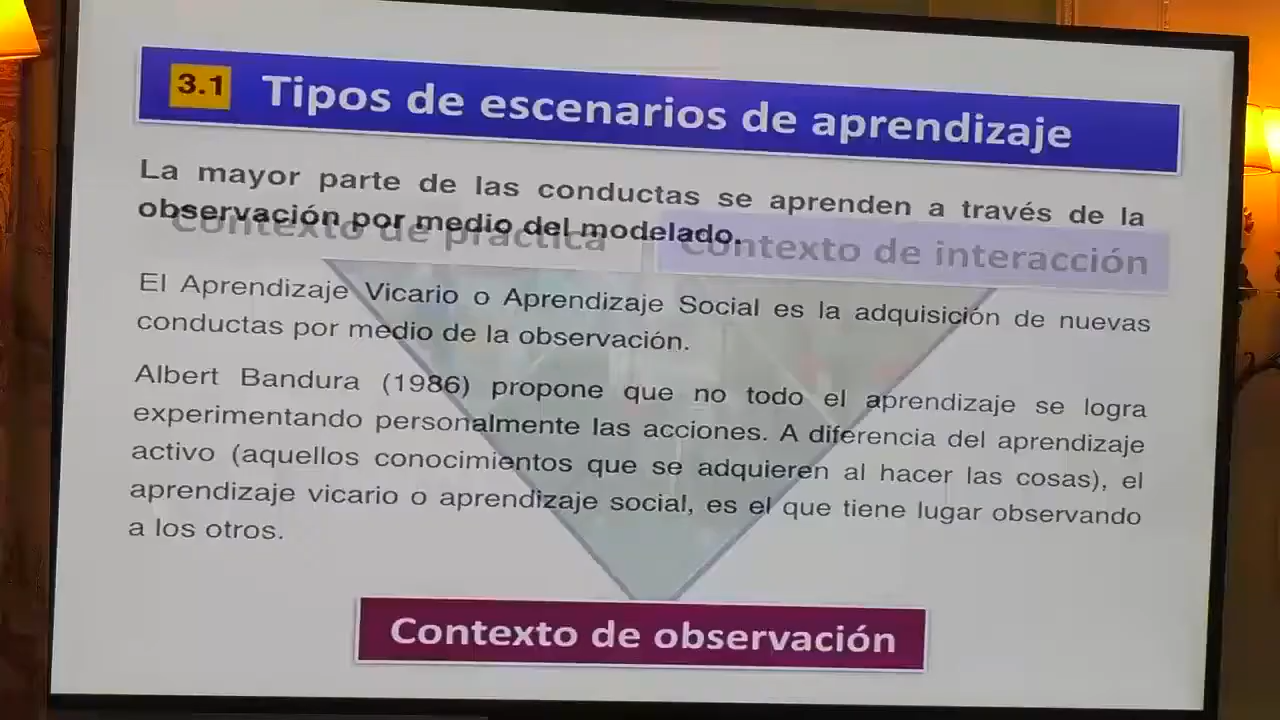 3.1 Tipos de escenarios de aprendizaje
La mayor parte de las conductas se aprenden a través de la
observación por medio del modelado.
Contexto de práctica
Contexto de interacción
El Aprendizaje Vicario o Aprendizaje Social es la adquisición de nuevas
conductas por medio de la observación.
Albert Bandura (1986) propone que no todo el aprendizaje se logra
experimentando personalmente las acciones. A diferencia del aprendizaje
activo (aquellos conocimientos que se adquieren al hacer las cosas), el
aprendizaje vicario o aprendizaje social, es el que tiene lugar observando
a los otros.
Contexto de observación